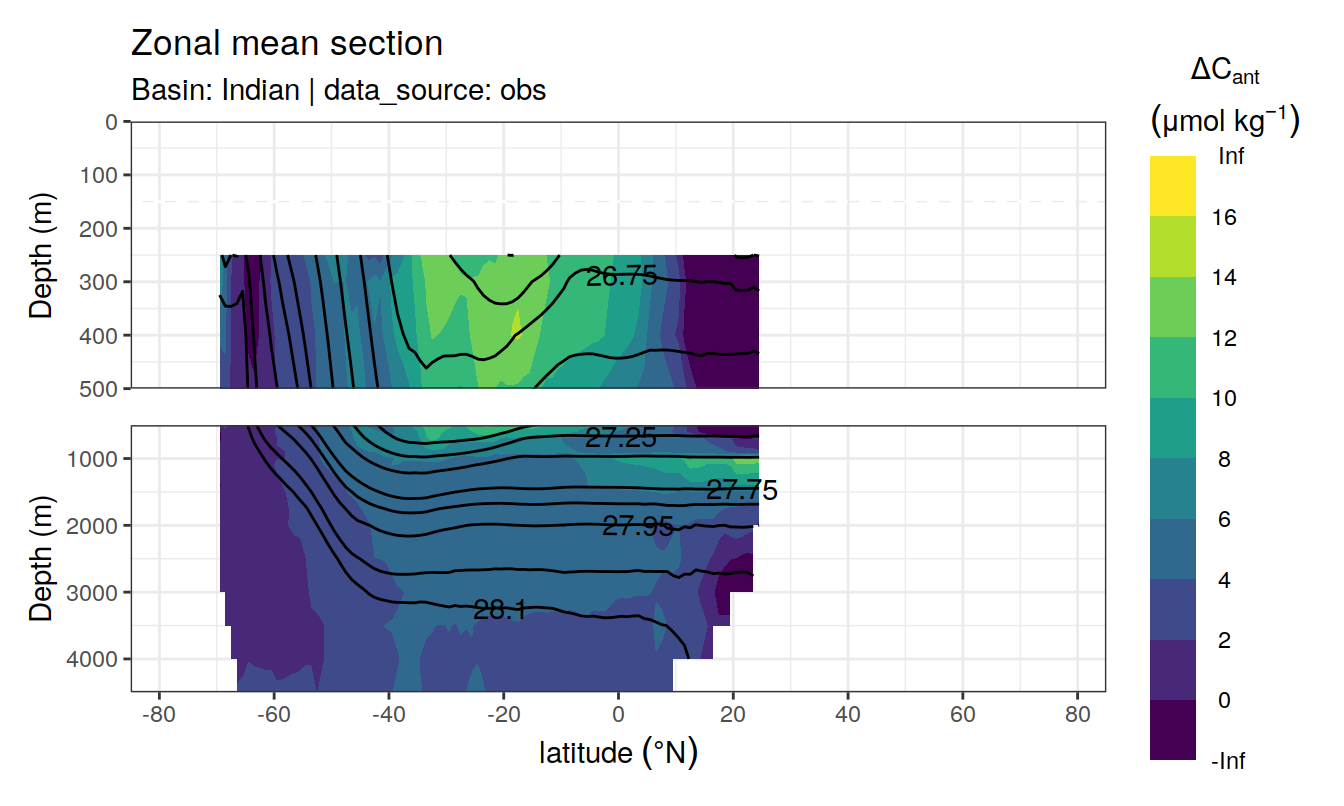 Zonal mean section
Basin: Indian | data_source: obs
ΔCant
(µmol kg⁻¹)
Inf
16
14
12
10
8
6
4
2
0
-Inf
Depth (m)
0
100
200
300
400
500
26.75
Depth (m)
1000
2000
3000
4000
27.25
27.75
27.95
28.1
-80 -60 -40 -20 0 20 40 60 80
latitude (°N)